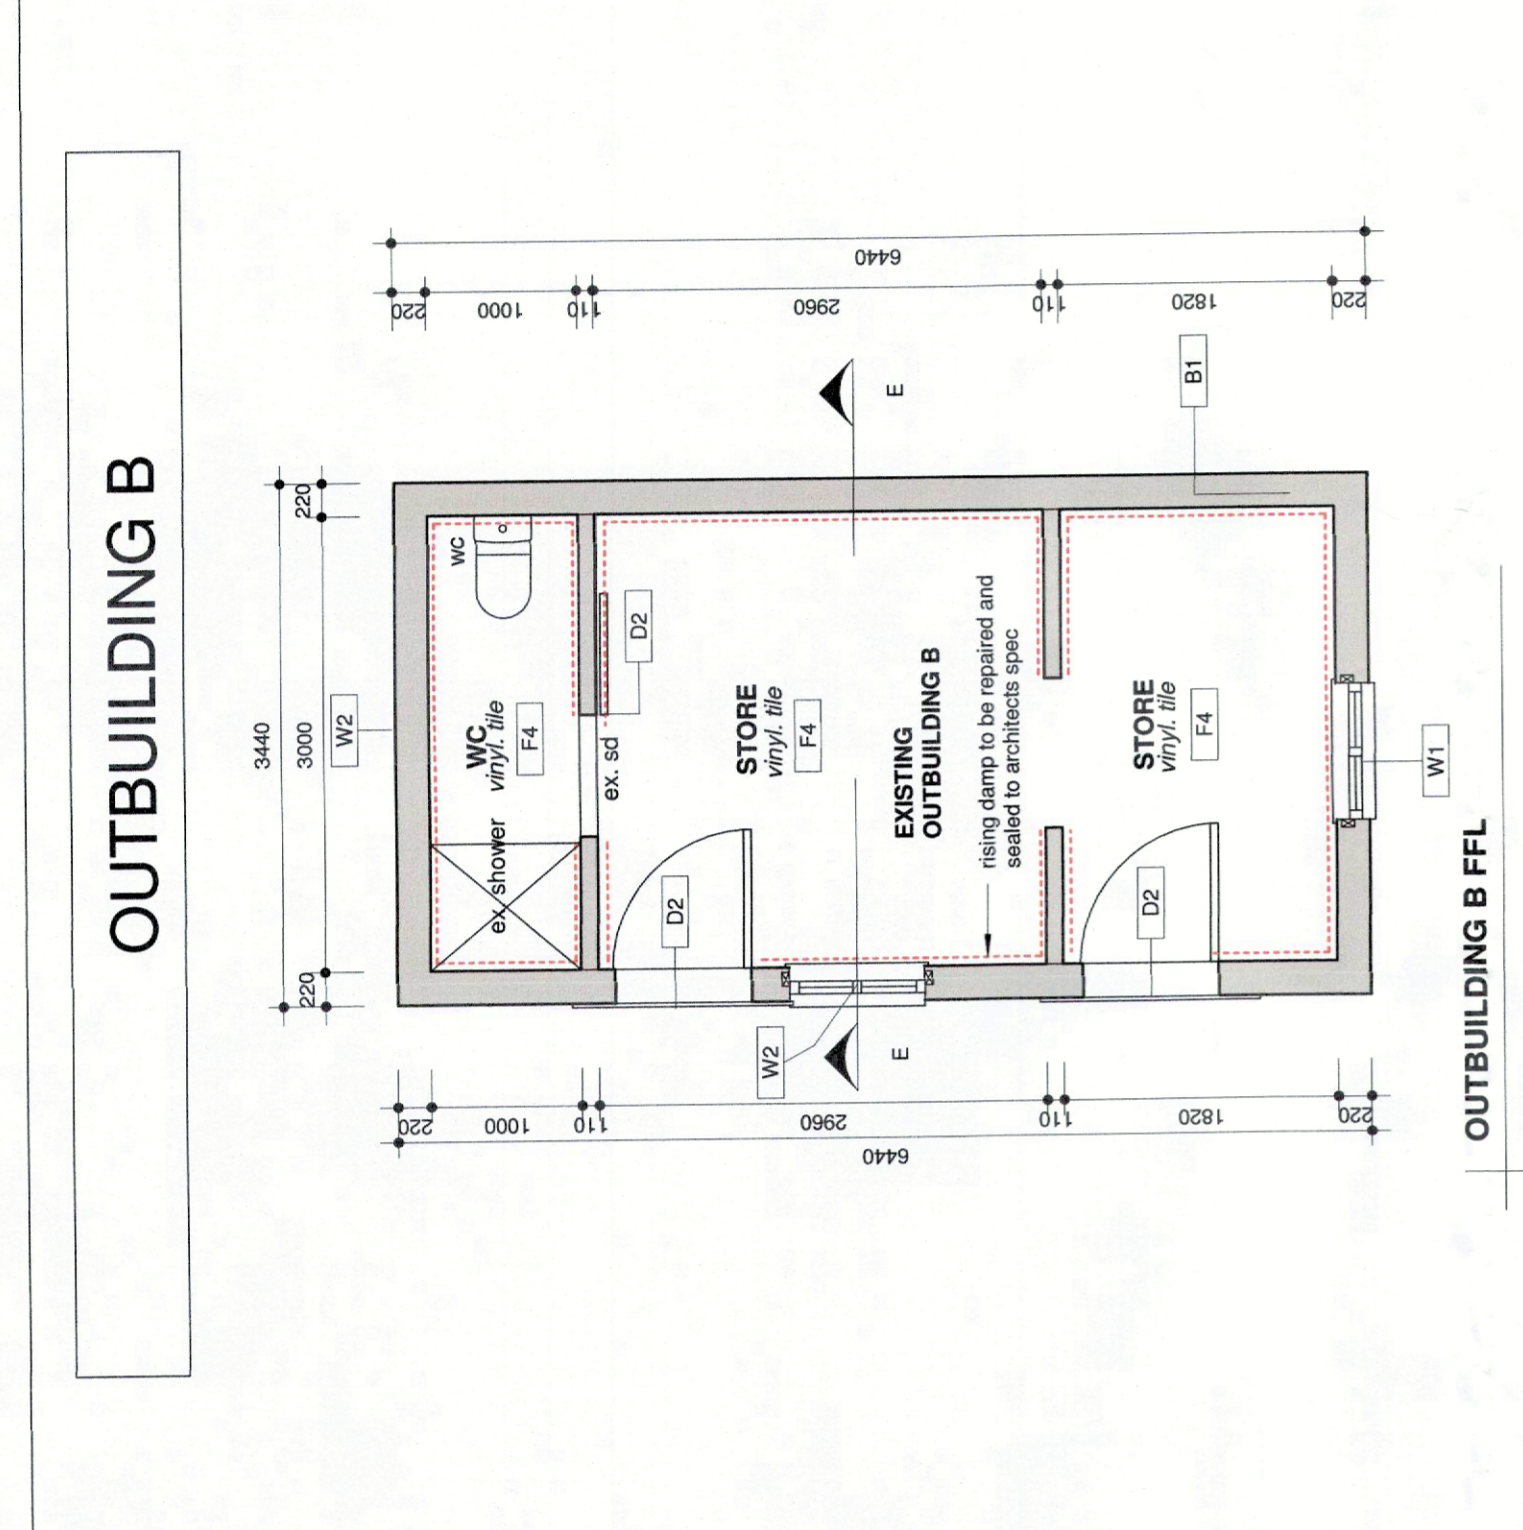 OUTBUILDING B
3440
220
3000
220
W2
6440
220
1000
110
2960
110
1820
220
B1
E
WC
WC
vinyl. tile
F4
ex. shower
D2
ex. sd
STORE
vinyl. tile
F4
D2
EXISTING
OUTBUILDING B
rising damp to be repaired and
sealed to architects spec
STORE
vinyl. tile
F4
D2
W1
W2
E
220
1000
110
2960
110
1820
220
6440
OUTBUILDING B FFL